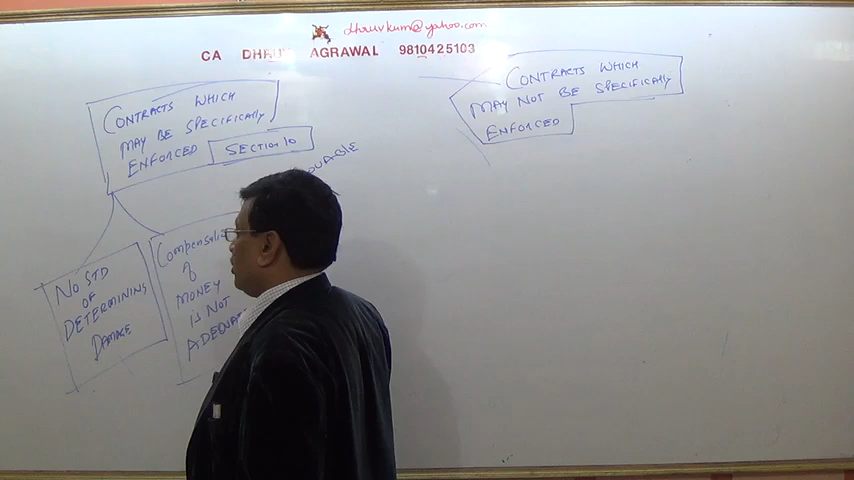 dhruvkum@yahoo.com
CA DHRUV AGRAWAL 9810425103
CONTRACTS WHICH
MAY BE SPECIFICALLY
ENFORCED SECTION 10
NO STD
OF
DETERMINING
DAMAGE
OF
MONEY
IS NOT
CONTRACTS WHICH
MAY NOT BE SPECIFICALLY
ENFORCED